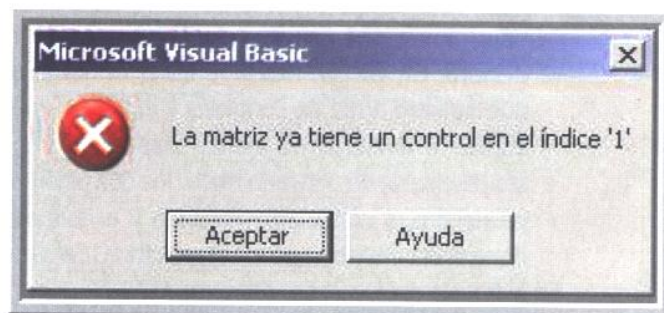 Microsoft Visual Basic
La matriz ya tiene un control en el índice '1'
Aceptar Ayuda